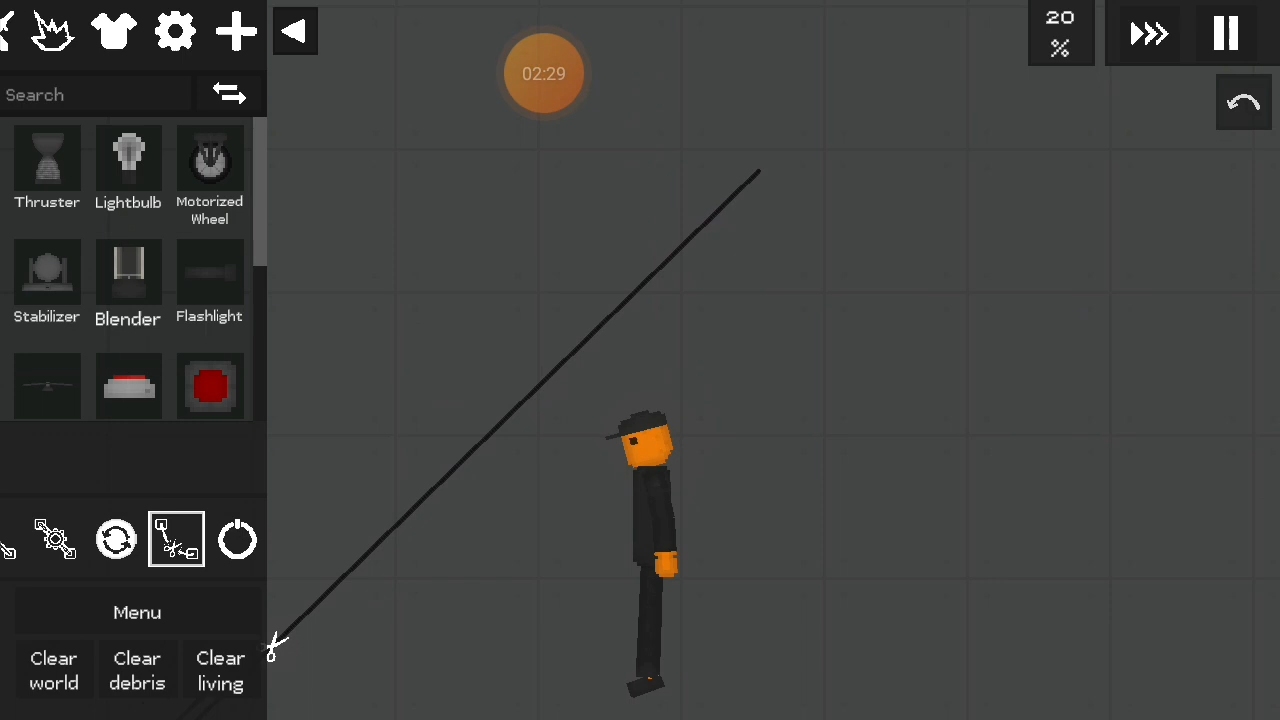 20
%
02:29
Search
Thruster
Lightbulb
Motorized
Wheel
Stabilizer
Blender
Flashlight
Menu
Clear
world
Clear
debris
Clear
living